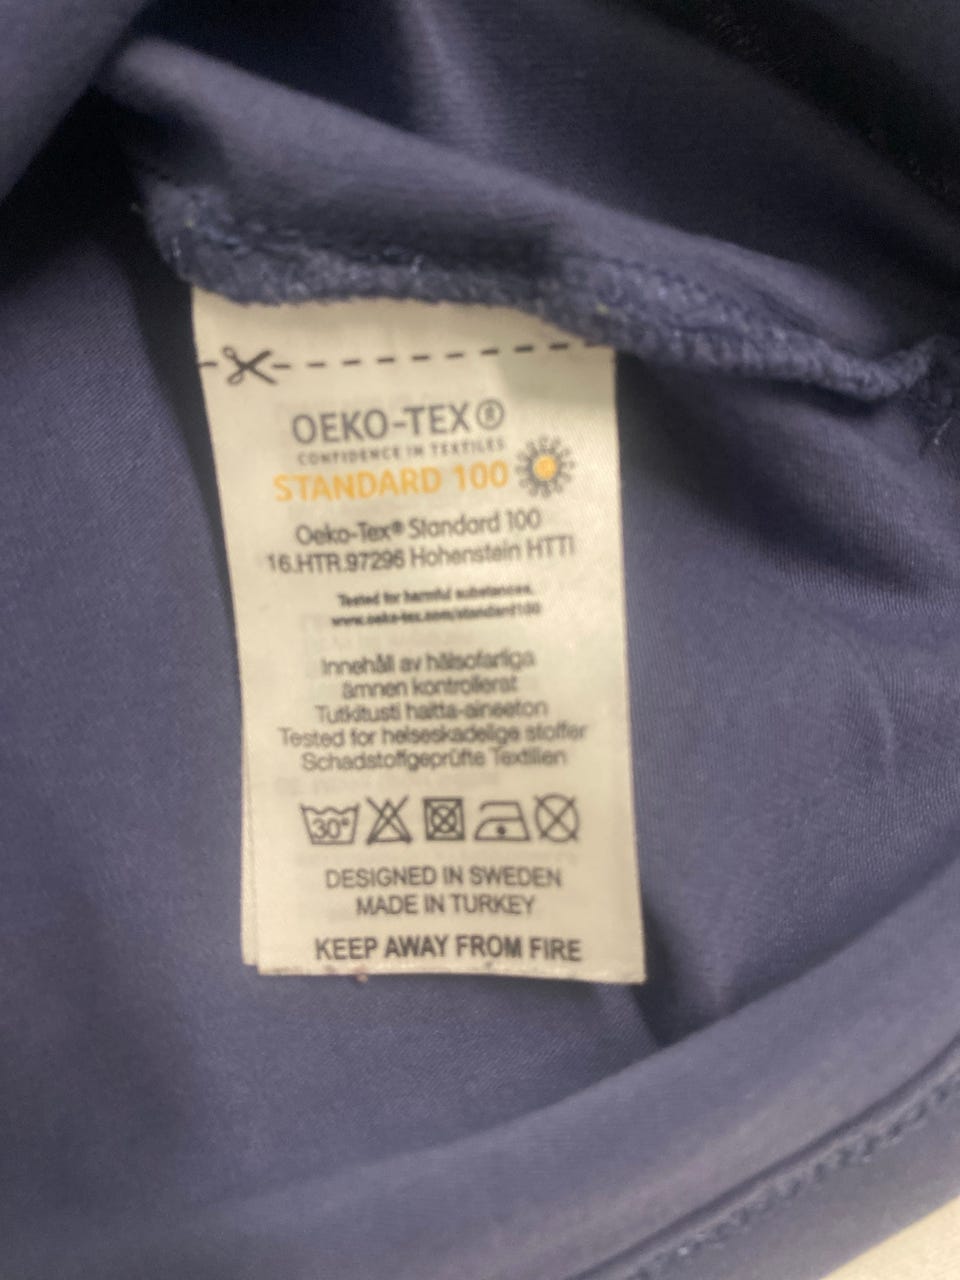 OEKO-TEX®
CONFIDENCE IN TEXTILES
STANDARD 100
Oeko-Tex® Standard 100
16.HTR.97296 Hohenstein HTTI
Tested for harmful substances.
www.oeko-tex.com/standard100
Innehåll av hälsofarliga
ämnen kontrollerat
Tutkitusti haitta-aineeton
Tested for helseskadelige stoffer
Schadstoffgeprüfte Textilien
30°
DESIGNED IN SWEDEN
MADE IN TURKEY
KEEP AWAY FROM FIRE